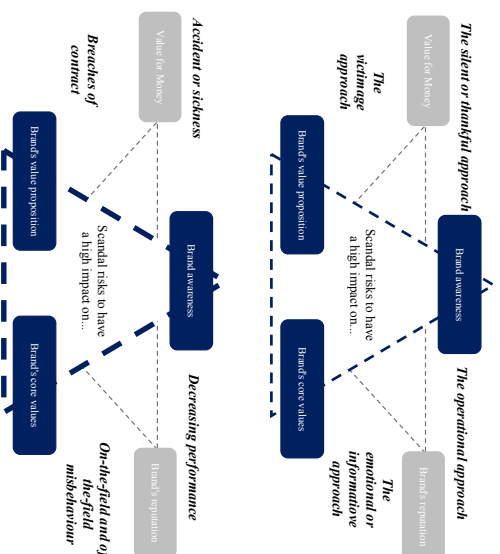 The silent or thankful approach
Brand awareness
The operational approach
Value for Money
Brand's reputation
The
victimage
approach
Scandal risks to have
a high impact on...
The
emotional or
informatiove
approach
Brand's value proposition
Brand's core values
Accident or sickness
Brand awareness
Decreasing performance
Value for Money
Brand's reputation
Breaches of
contract
Scandal risks to have
a high impact on...
On-the-field and
the-field
misbehaviour
Brand's value proposition
Brand's core values